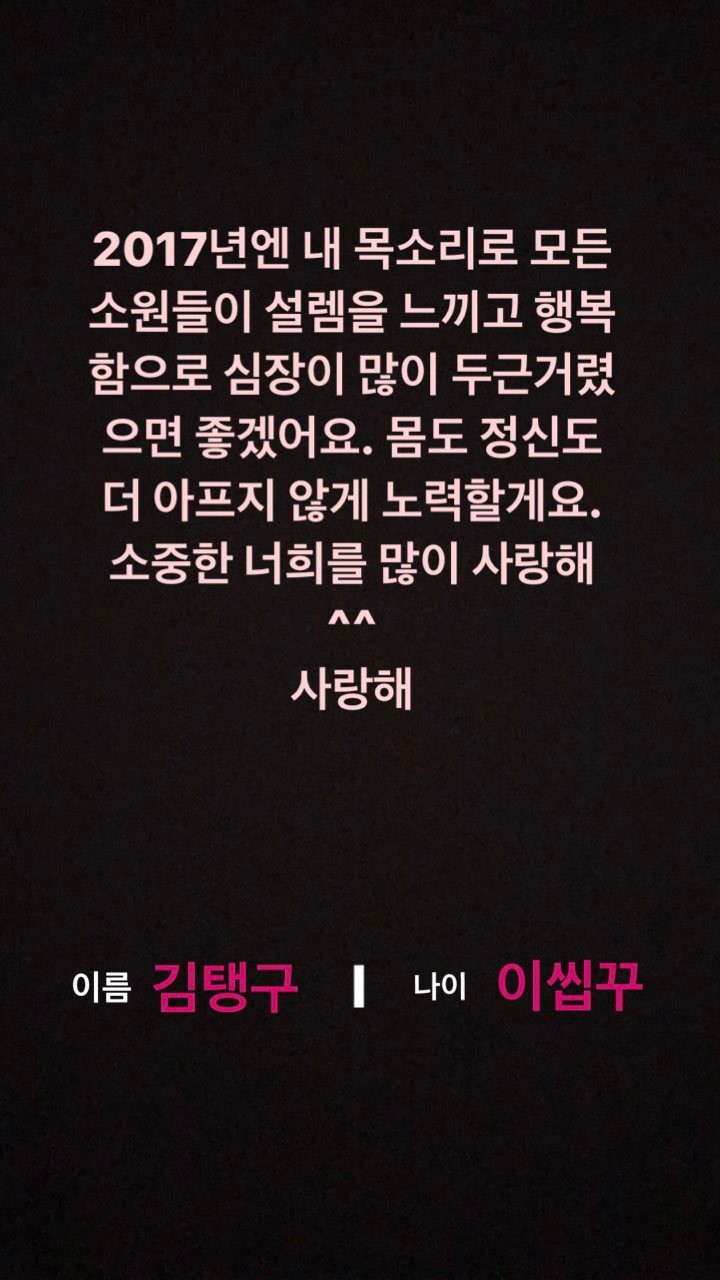 2017년엔 내 목소리로 모든
소원들이 설렘을 느끼고 행복
함으로 심장이 많이 두근거렸
으면 좋겠어요. 몸도 정신도
더 아프지 않게 노력할게요.
소중한 너희를 많이 사랑해
^^
사랑해
이름 김탱구 | 나이 이씹꾸